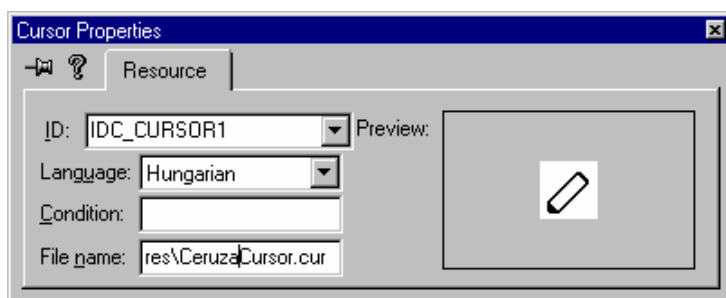 Cursor Properties
Resource
ID: IDC_CURSOR1 Preview:
Language: Hungarian
Condition:
File name: res\CeruzaCursor.cur